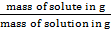 mass of solute in g
mass of solution in g